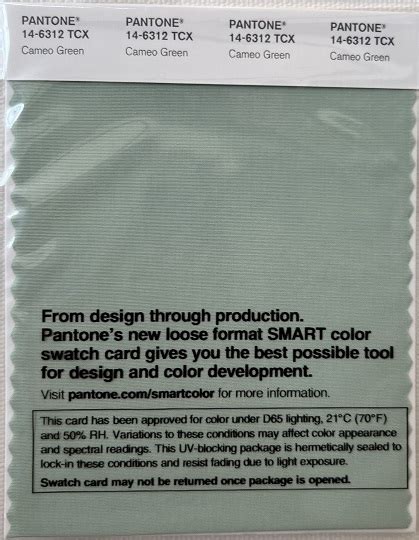 PANTONE® PANTONE® PANTONE® PANTONE®
14-6312 TCX 14-6312 TCX 14-6312 TCX 14-6312 TCX
Cameo Green Cameo Green Cameo Green Cameo Green
From design through production.
Pantone's new loose format SMART color
swatch card gives you the best possible tool
for design and color development.
Visit pantone.com/smartcolor for more information.
This card has been approved for color under D65 lighting, 21°C (70°F)
and 50% RH. Variations to these conditions may affect color appearance
and spectral readings. This UV-blocking package is hermetically sealed to
lock-in these conditions and resist fading due to light exposure.
Swatch card may not be returned once package is opened.